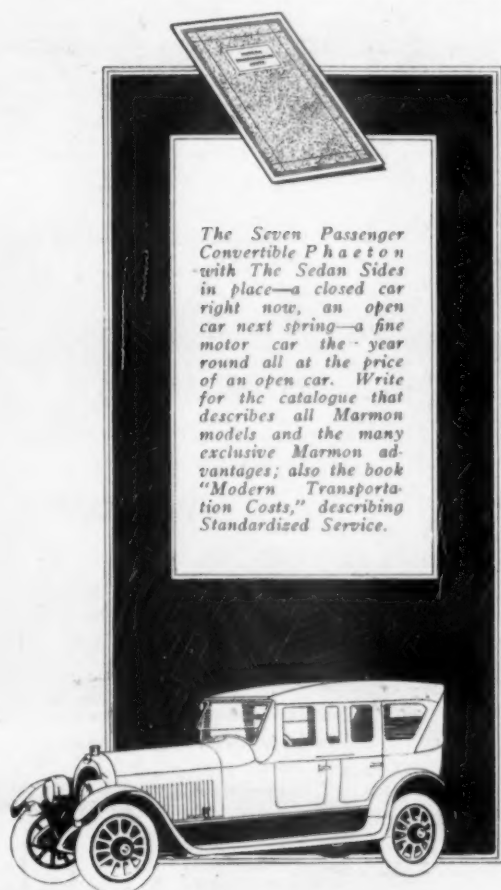 The Seven Passenger
Convertible Phaeton
with The Sedan Sides
in place—a closed car
right now, an open
car next spring—a fine
motor car the year
round all at the price
of an open car. Write
for the catalogue that
describes all Marmon
models and the many
exclusive Marmon ad-
vantages; also the book
"Modern Transporta-
tion Costs," describing
Standardized Service.